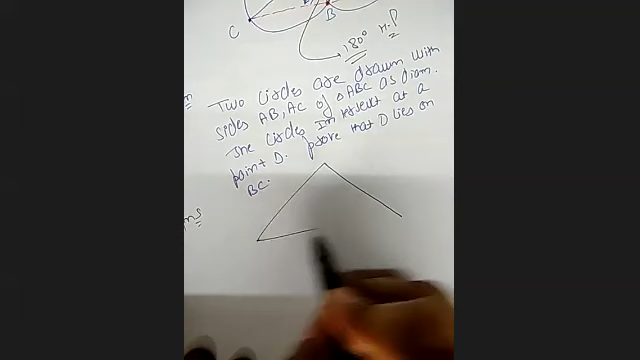 C
B
180° H.P
Two circles are drawn with
sides AB, AC of △ABC as diam.
The circles Intersect at a
point D. prove that D lies on
BC.